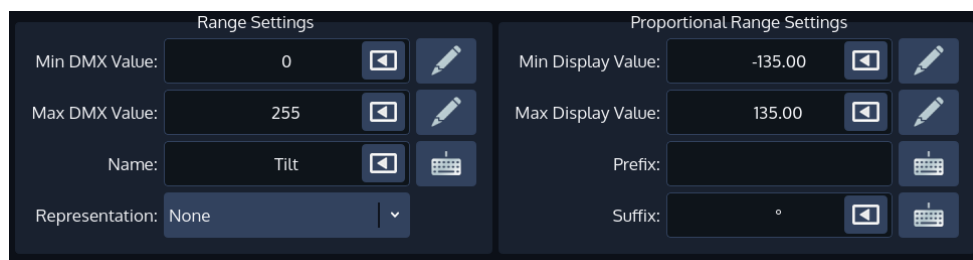 Range Settings
Min DMX Value: 0
Max DMX Value: 255
Name: Tilt
Representation: None
Proportional Range Settings
Min Display Value: -135.00
Max Display Value: 135.00
Prefix:
Suffix: °